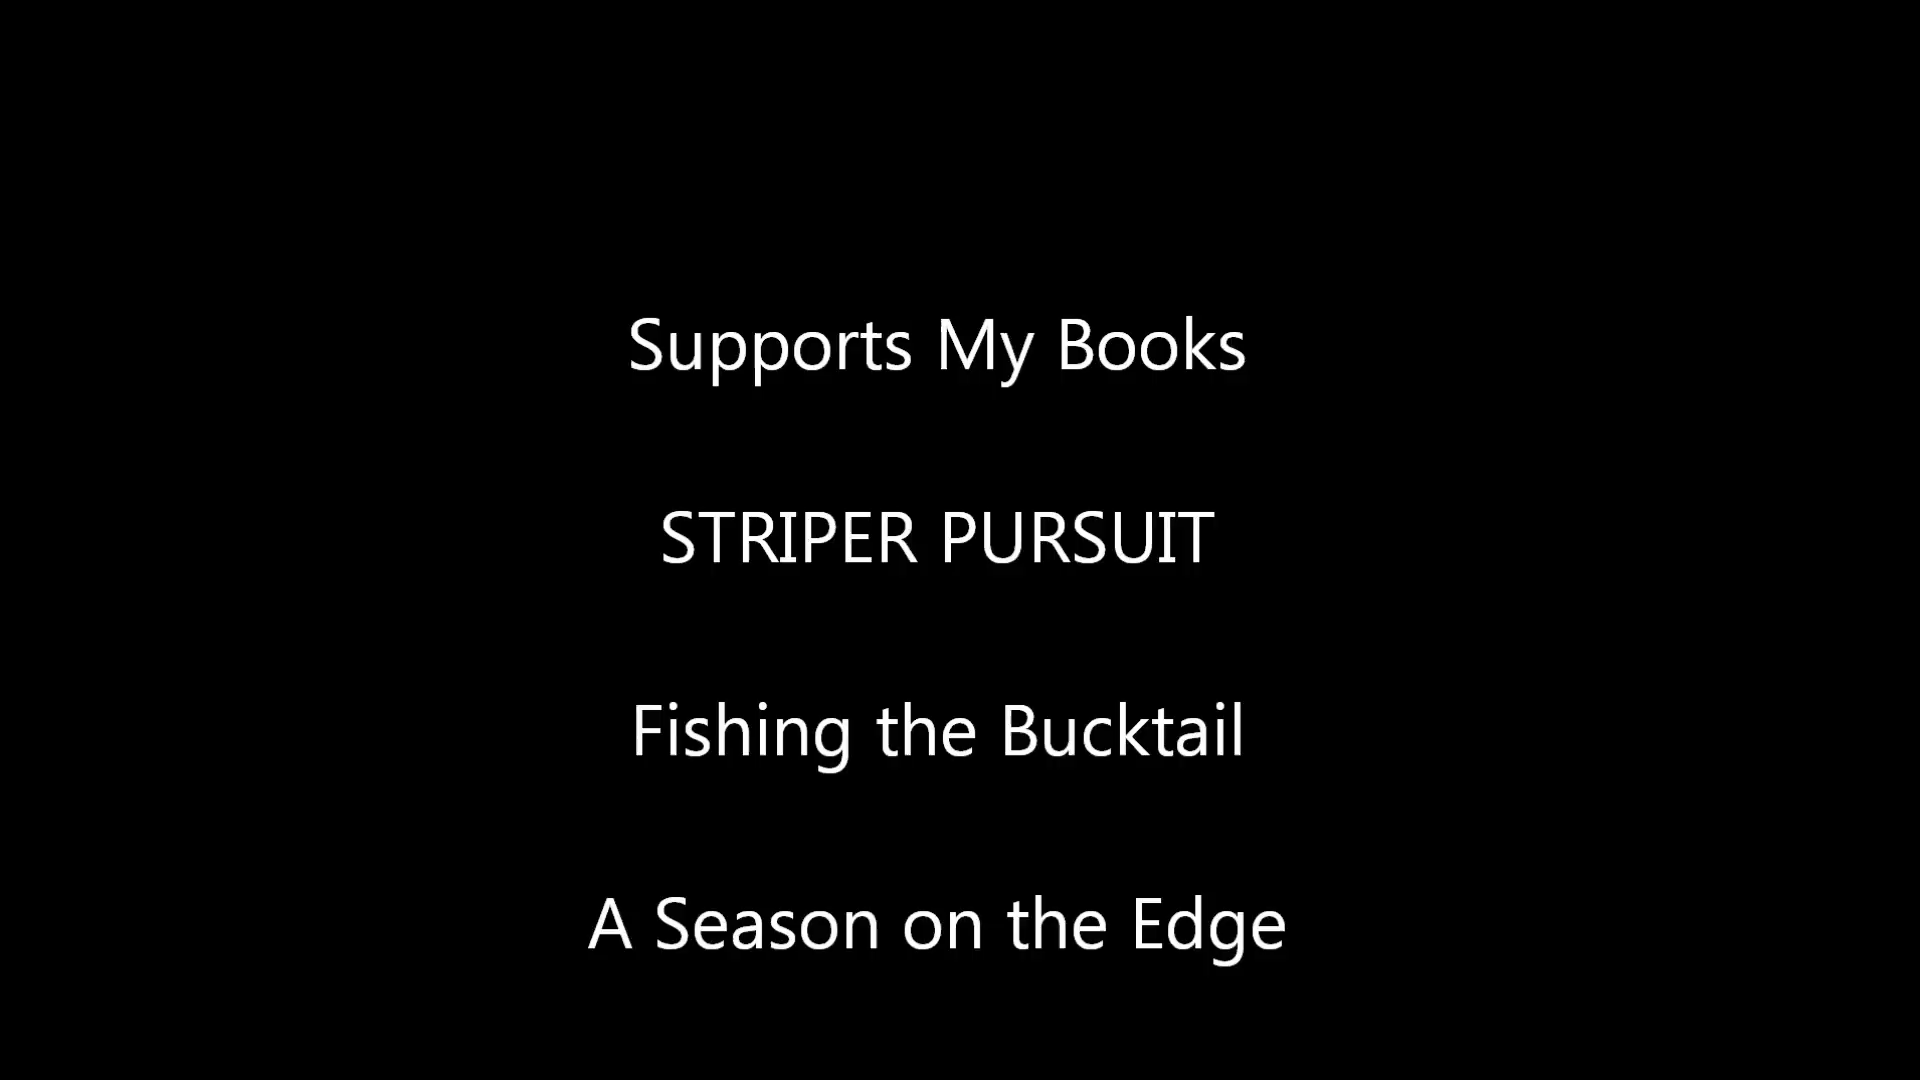 Supports My Books
STRIPER PURSUIT
Fishing the Bucktail
A Season on the Edge